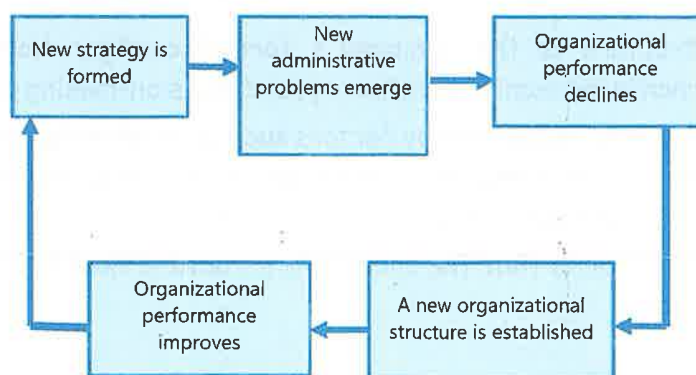 New strategy is
formed
New
administrative
problems emerge
Organizational
performance
declines
A new organizational
structure is established
Organizational
performance
improves